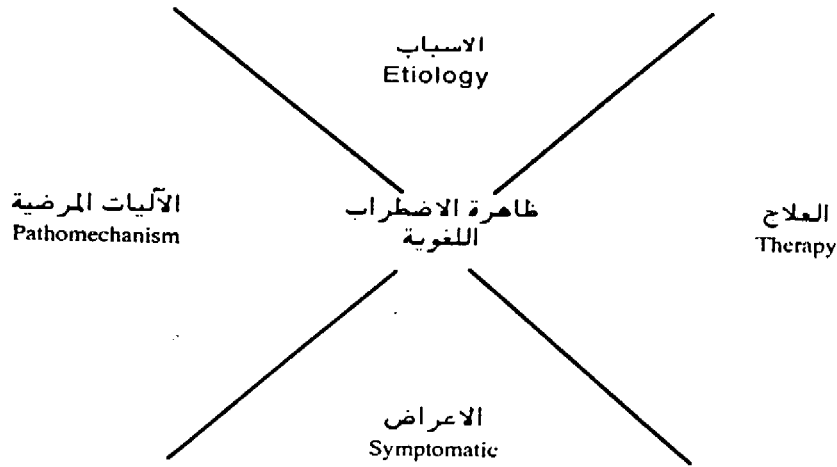 الاسباب
Etiology
العلاج
Therapy
ظاهرة الاضطراب
اللغوية
الآليات المرضية
Pathomechanism
الاعراض
Symptomatic